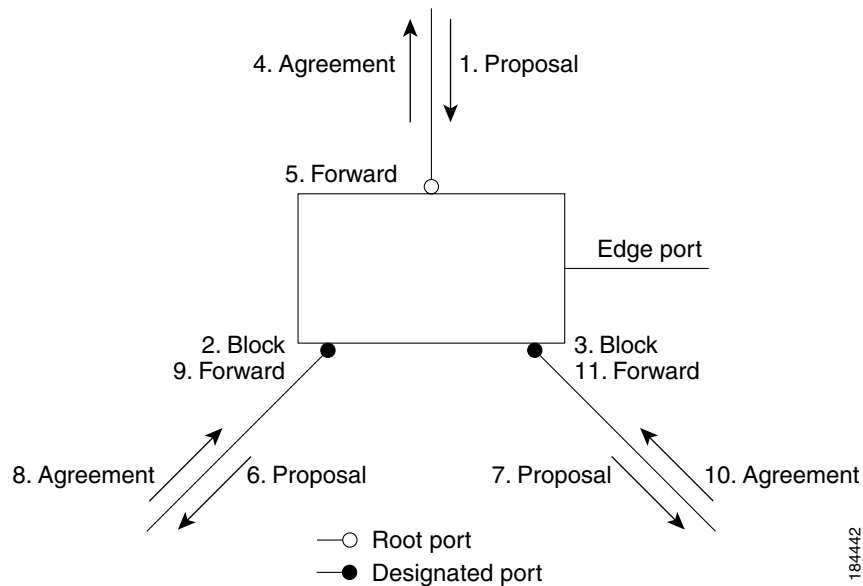 4. Agreement
1. Proposal
5. Forward
Edge port
2. Block
9. Forward
3. Block
11. Forward
8. Agreement
6. Proposal
7. Proposal
10. Agreement
Root port
Designated port
184442